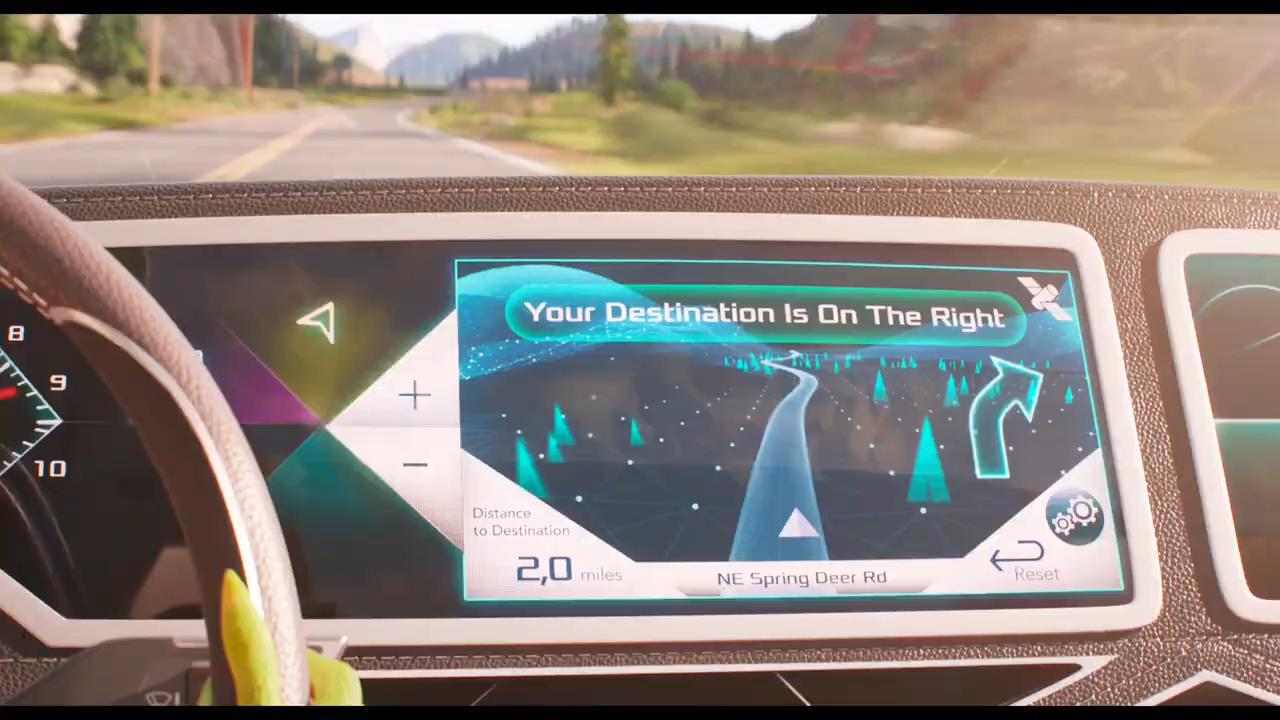 Your Destination Is On The Right
8
9
10
+
−
Distance
to Destination
2,0 miles
NE Spring Deer Rd
Reset